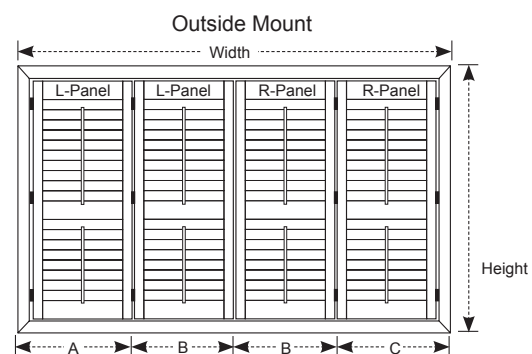 Outside Mount
Width
L-Panel L-Panel R-Panel R-Panel
Height
A B B C